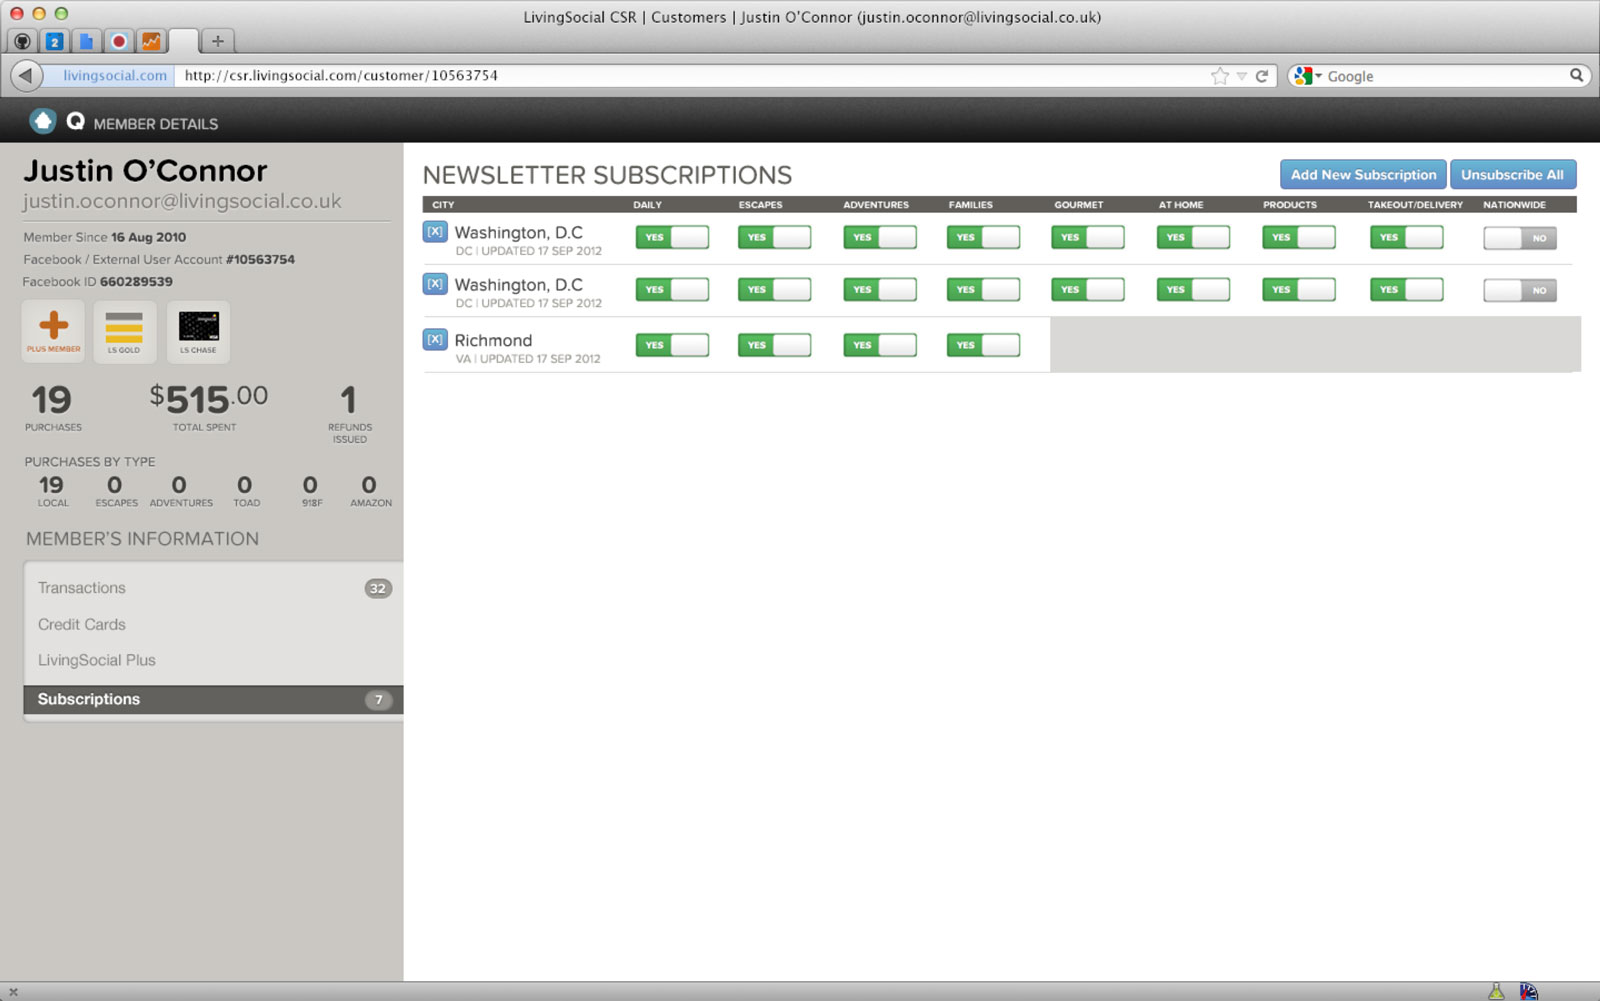 LivingSocial CSR | Customers | Justin O'Connor (justin.oconnor@livingsocial.co.uk)
2
livingsocial.com http://csr.livingsocial.com/customer/10563754 Google
Q MEMBER DETAILS
Justin O'Connor
justin.oconnor@livingsocial.co.uk
Member Since 16 Aug 2010
Facebook / External User Account #10563754
Facebook ID 660289539
PLUS MEMBER LS GOLD LS CHASE
19 $515.00 1
PURCHASES TOTAL SPENT REFUNDS
ISSUED
PURCHASES BY TYPE
19 0 0 0 0 0
LOCAL ESCAPES ADVENTURES TOAD 918F AMAZON
MEMBER'S INFORMATION
Transactions 32
Credit Cards
LivingSocial Plus
Subscriptions 7
NEWSLETTER SUBSCRIPTIONS Add New Subscription Unsubscribe All
CITY DAILY ESCAPES ADVENTURES FAMILIES GOURMET AT HOME PRODUCTS TAKEOUT/DELIVERY NATIONWIDE
[X] Washington, D.C YES YES YES YES YES YES YES YES NO
DC | UPDATED 17 SEP 2012
[X] Washington, D.C YES YES YES YES YES YES YES YES NO
DC | UPDATED 17 SEP 2012
[X] Richmond YES YES YES YES
VA | UPDATED 17 SEP 2012